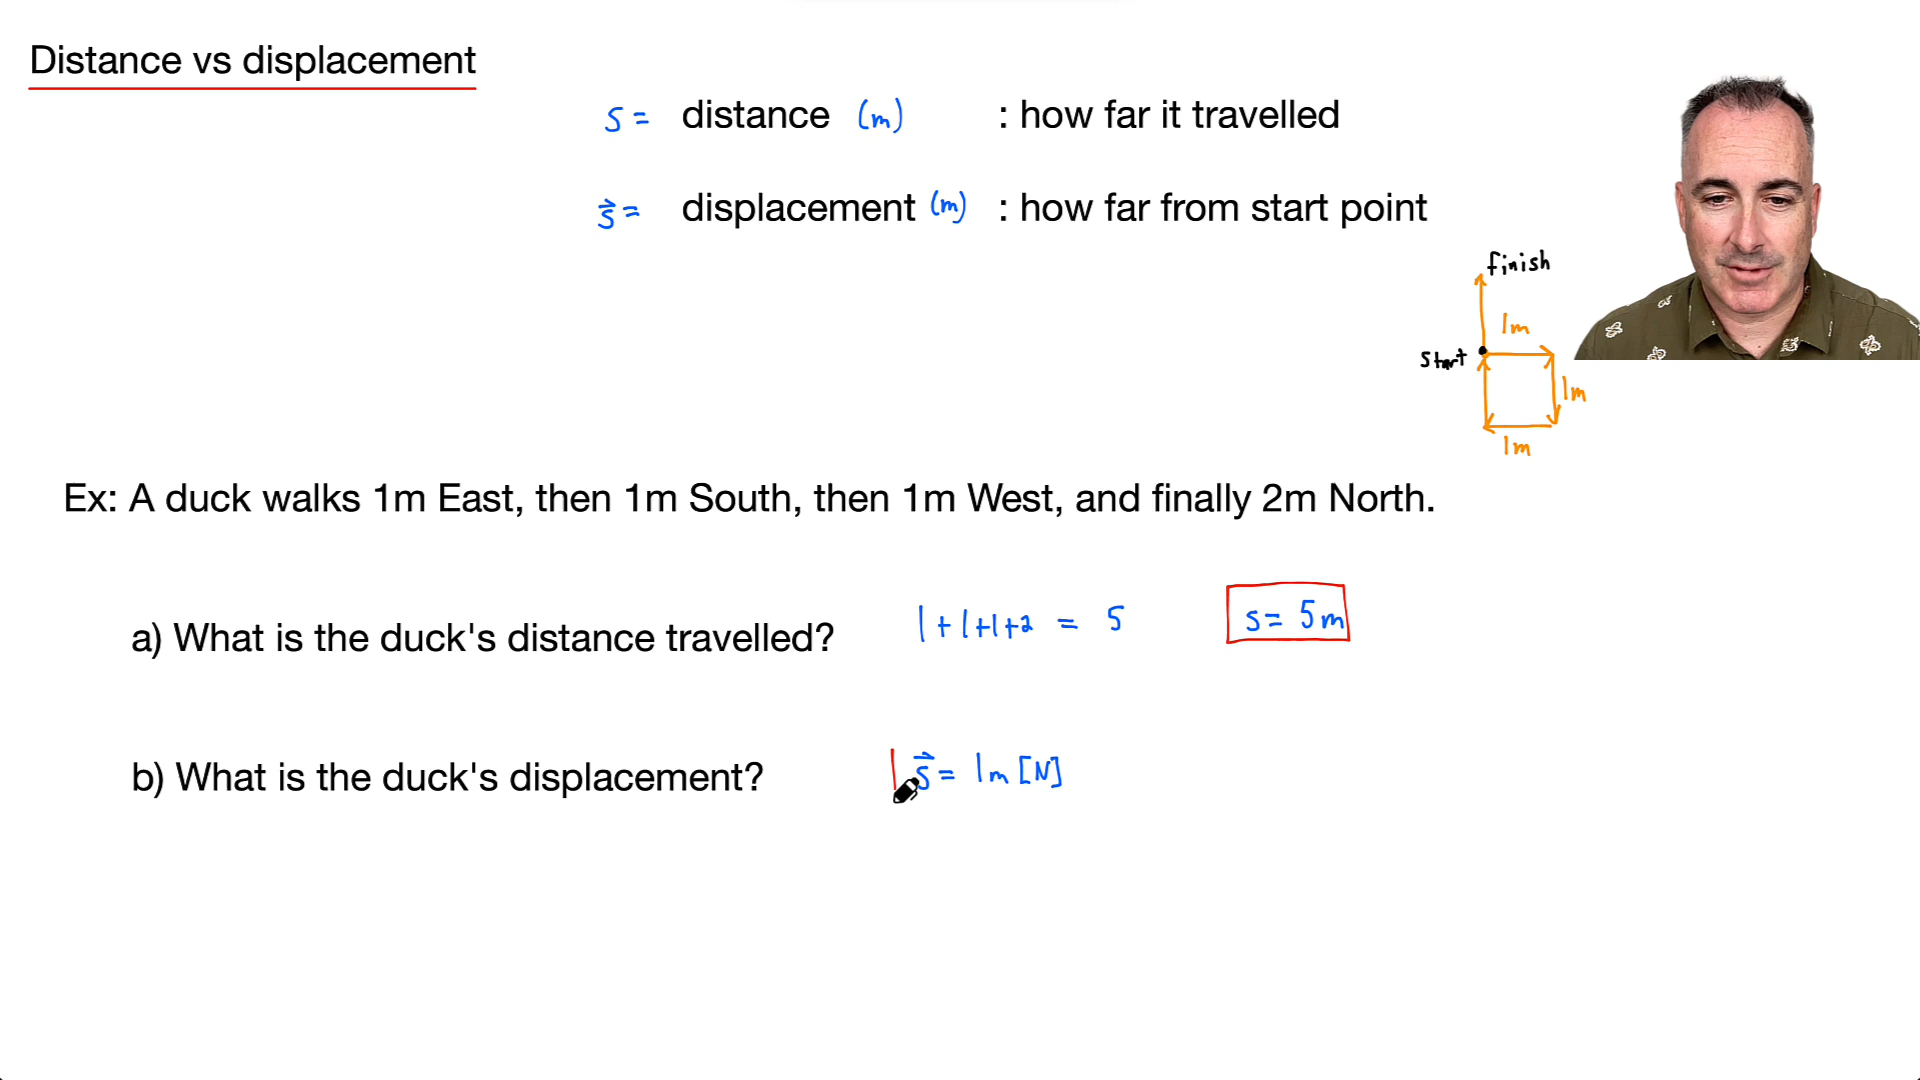 Distance vs displacement
s = distance (m) : how far it travelled
s⃗ = displacement (m) : how far from start point
finish
1m
start
1m
1m
Ex: A duck walks 1m East, then 1m South, then 1m West, and finally 2m North.
a) What is the duck's distance travelled? 1+1+1+2 = 5 s = 5m
b) What is the duck's displacement? s⃗ = 1m [N]